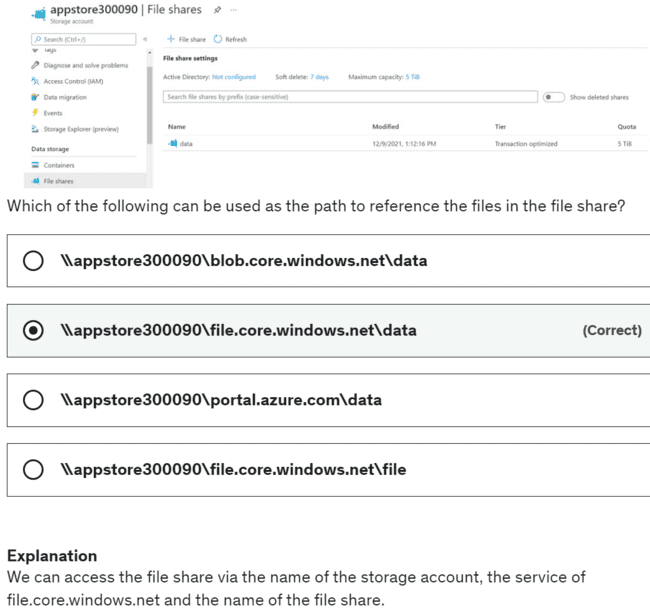 appstore300090 | File shares
Storage account
Search (Ctrl+/)
File share
Refresh
Tags
Diagnose and solve problems
Access Control (IAM)
Data migration
Events
Storage Explorer (preview)
Data storage
Containers
File shares
File share settings
Active Directory: Not configured Soft delete: 7 days Maximum capacity: 5 TiB
Search file shares by prefix (case-sensitive)
Show deleted shares
Name Modified Tier Quota
data 12/9/2021, 1:12:16 PM Transaction optimized 5 TiB
Which of the following can be used as the path to reference the files in the file share?
\\appstore300090\blob.core.windows.net\data
\\appstore300090\file.core.windows.net\data (Correct)
\\appstore300090\portal.azure.com\data
\\appstore300090\file.core.windows.net\file
Explanation
We can access the file share via the name of the storage account, the service of
file.core.windows.net and the name of the file share.